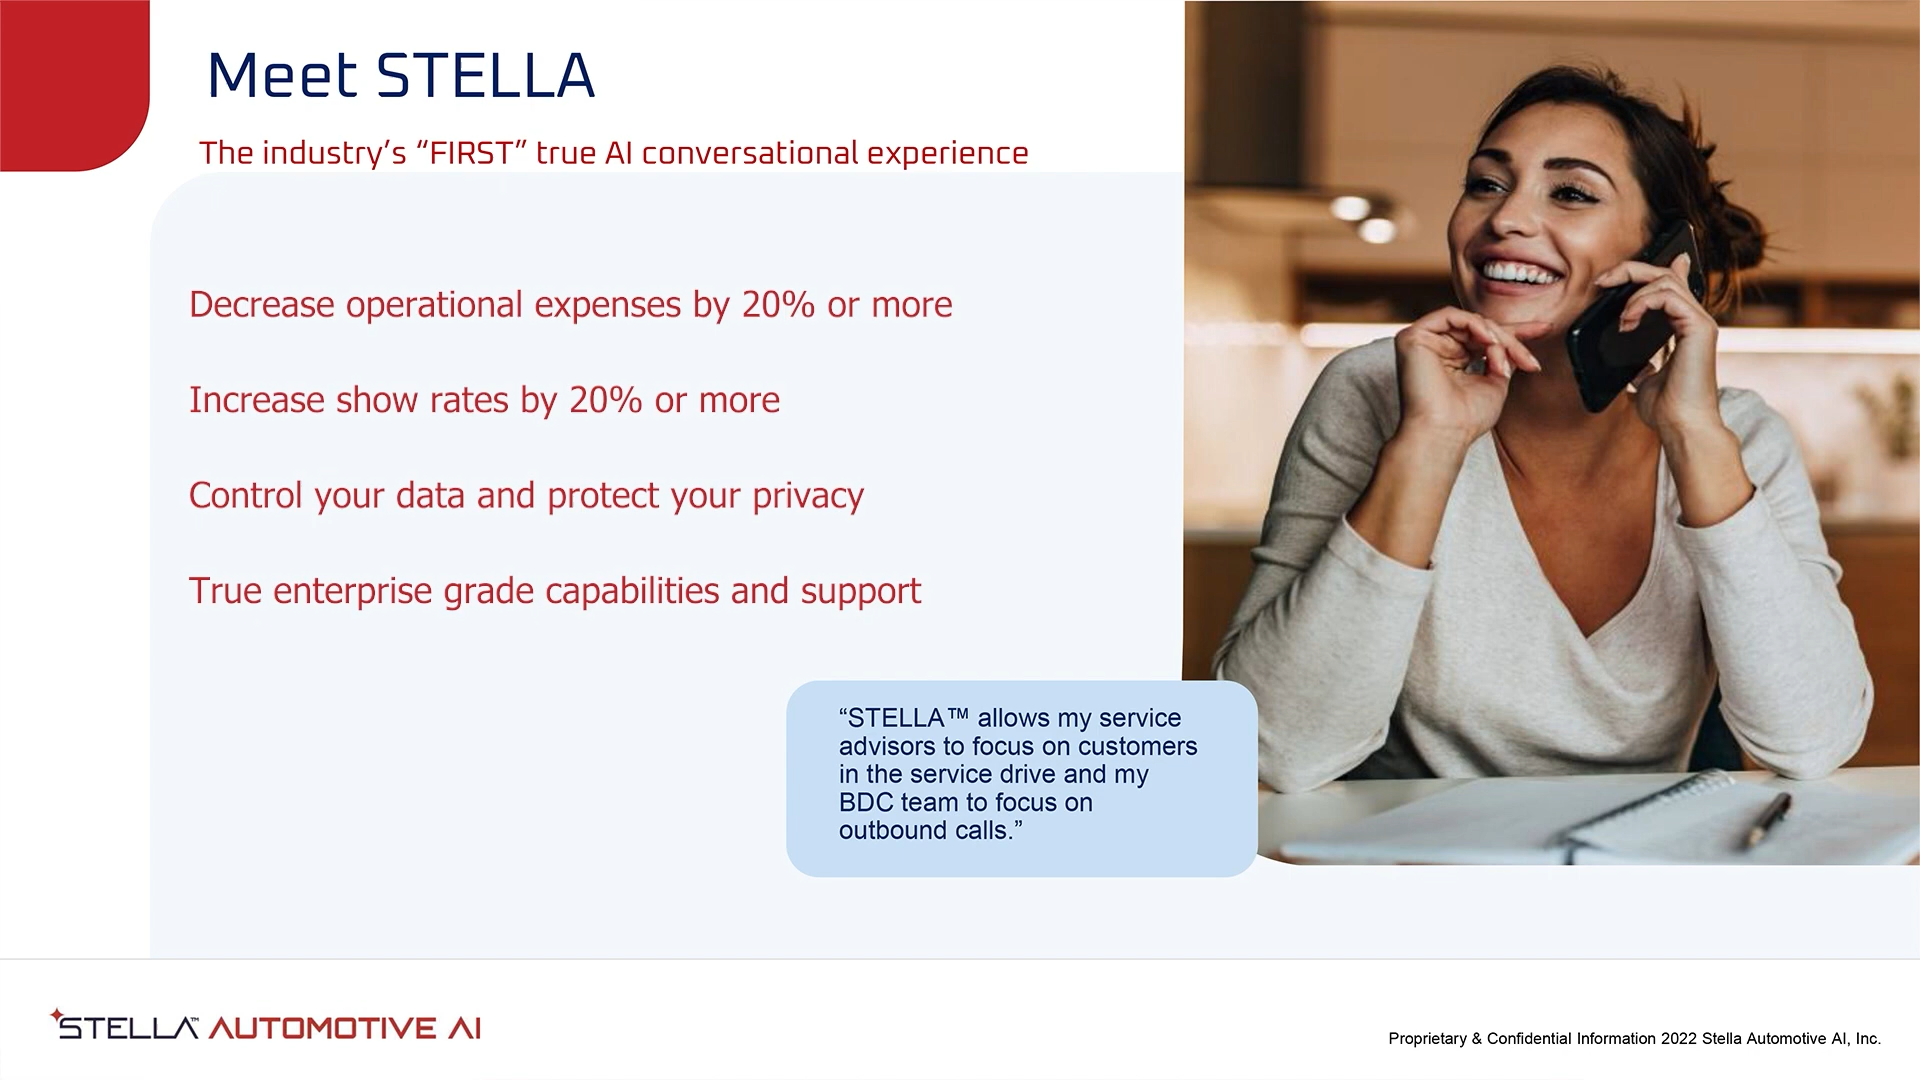 Meet STELLA
The industry’s “FIRST” true AI conversational experience
Decrease operational expenses by 20% or more
Increase show rates by 20% or more
Control your data and protect your privacy
True enterprise grade capabilities and support
“STELLA™ allows my service
advisors to focus on customers
in the service drive and my
BDC team to focus on
outbound calls.”
STELLA™ AUTOMOTIVE AI
Proprietary & Confidential Information 2022 Stella Automotive AI, Inc.